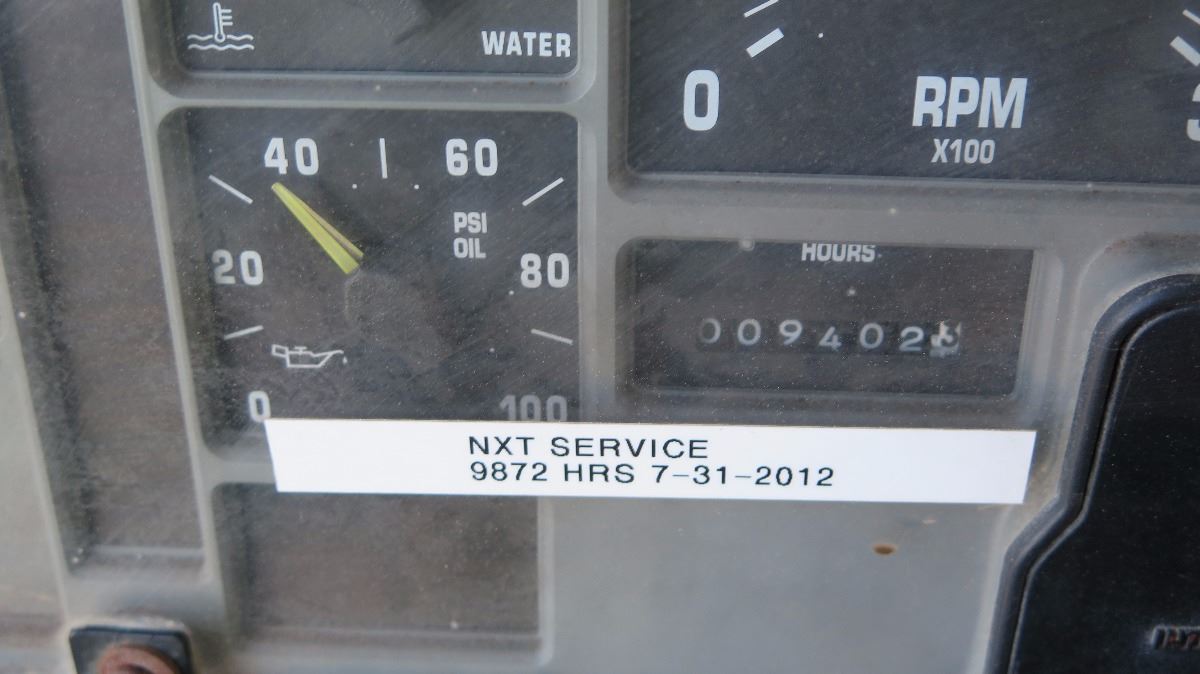 WATER
0
RPM
X100
40
60
PSI
OIL
20
80
0
100
HOURS
009402
NXT SERVICE
9872 HRS 7-31-2012